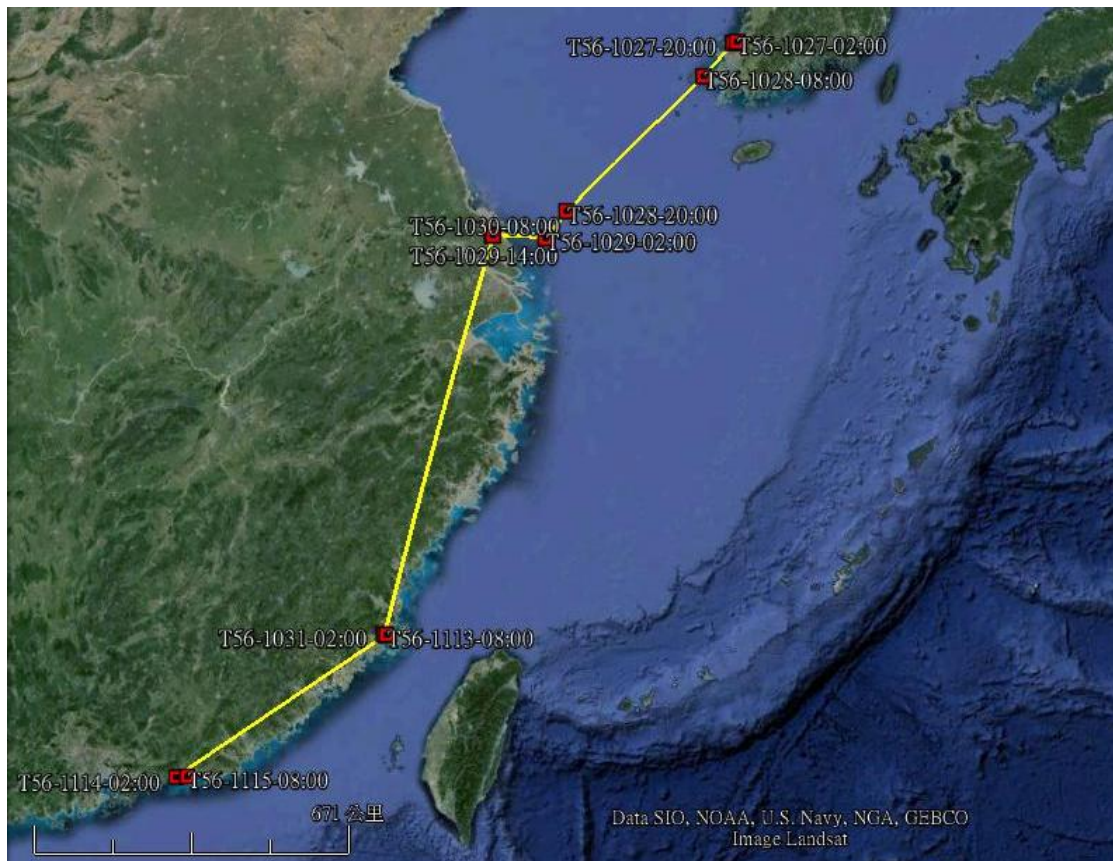 T56-1027-20:00
T56-1027-02:00
T56-1028-08:00
T56-1028-20:00
T56-1030-08:00
T56-1029-02:00
T56-1029-14:00
T56-1031-02:00
T56-1113-08:00
T56-1114-02:00
T56-1115-08:00
671 公里
Data SIO, NOAA, U.S. Navy, NGA, GEBCO
Image Landsat